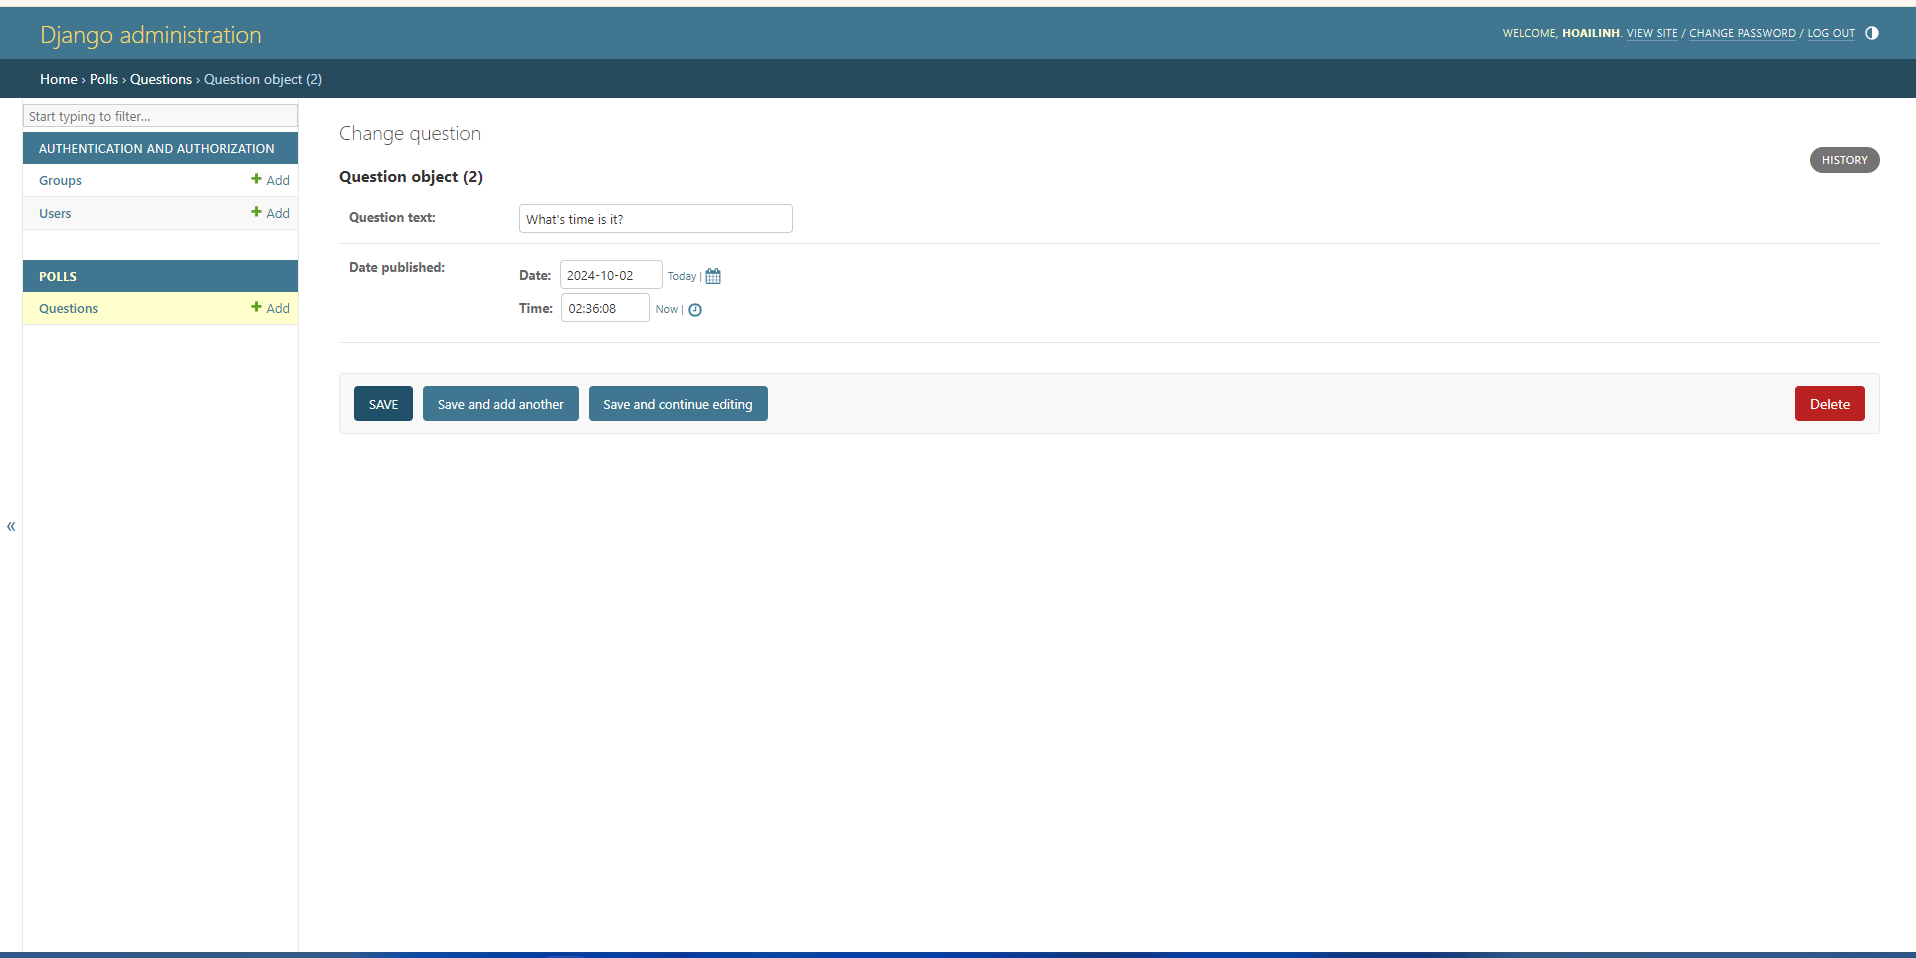 Django administration
WELCOME, HOAILINH. VIEW SITE / CHANGE PASSWORD / LOG OUT
Home › Polls › Questions › Question object (2)
Start typing to filter...
AUTHENTICATION AND AUTHORIZATION
Groups + Add
Users + Add
POLLS
Questions + Add
«
Change question
HISTORY
Question object (2)
Question text: What's time is it?
Date published:
Date: 2024-10-02 Today |
Time: 02:36:08 Now |
SAVE Save and add another Save and continue editing Delete